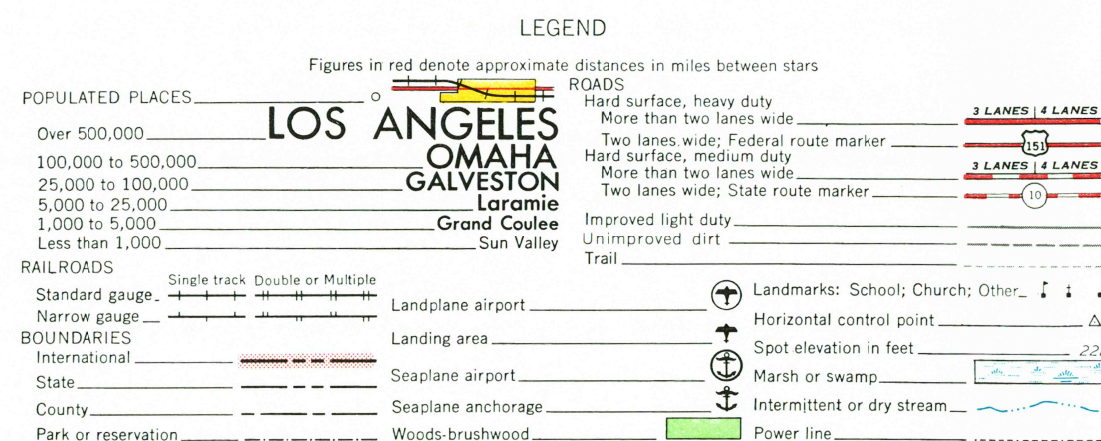 LEGEND
Figures in red denote approximate distances in miles between stars
POPULATED PLACES
Over 500,000 LOS ANGELES
100,000 to 500,000 OMAHA
25,000 to 100,000 GALVESTON
5,000 to 25,000 Laramie
1,000 to 5,000 Grand Coulee
Less than 1,000 Sun Valley
ROADS
Hard surface, heavy duty
More than two lanes wide 3 LANES | 4 LANES
Two lanes wide; Federal route marker 151
Hard surface, medium duty
More than two lanes wide 3 LANES | 4 LANES
Two lanes wide; State route marker 10
Improved light duty
Unimproved dirt
Trail
RAILROADS
Single track Double or Multiple
Standard gauge
Narrow gauge
BOUNDARIES
International
State
County
Park or reservation
Landplane airport
Landing area
Seaplane airport
Seaplane anchorage
Woods-brushwood
Landmarks: School; Church; Other
Horizontal control point
Spot elevation in feet
Marsh or swamp
Intermittent or dry stream
Power line